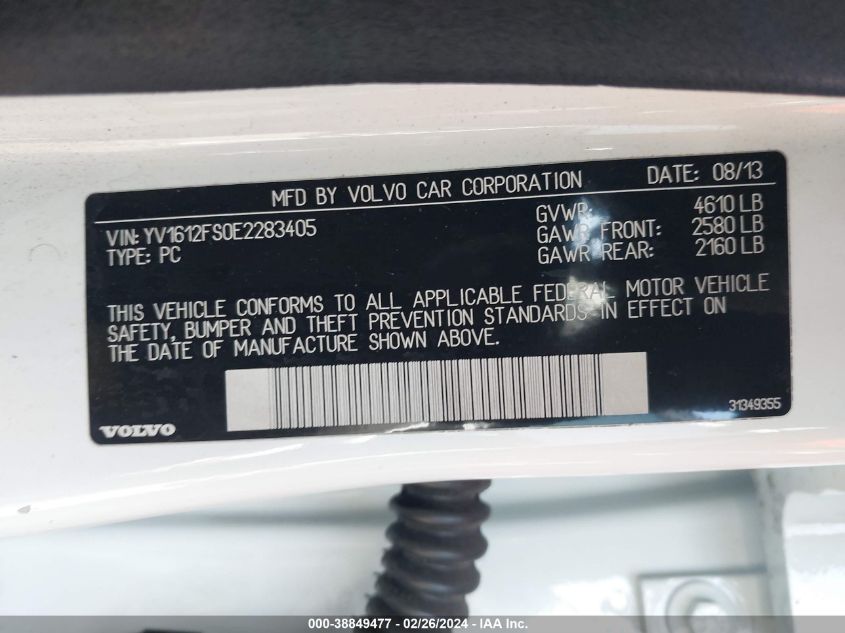 MFD BY VOLVO CAR CORPORATION DATE: 08/13
VIN: YV1612FS0E2283405
TYPE: PC
GVWR: 4610 LB
GAWR FRONT: 2580 LB
GAWR REAR: 2160 LB
THIS VEHICLE CONFORMS TO ALL APPLICABLE FEDERAL MOTOR VEHICLE
SAFETY, BUMPER AND THEFT PREVENTION STANDARDS IN EFFECT ON
THE DATE OF MANUFACTURE SHOWN ABOVE.
VOLVO
31349355
000-38849477 - 02/26/2024 - IAA Inc.